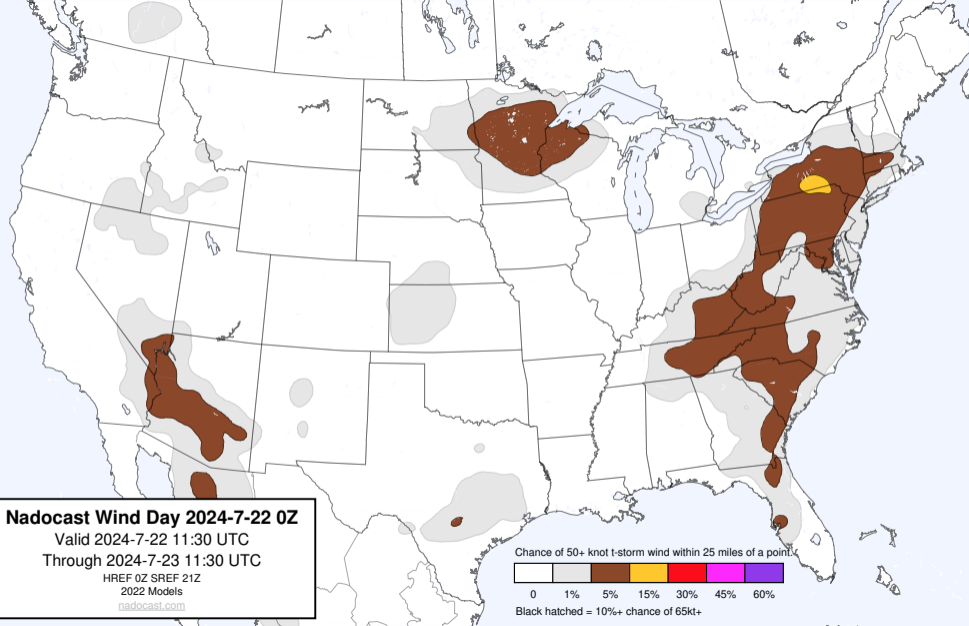 Nadocast Wind Day 2024-7-22 0Z
Valid 2024-7-22 11:30 UTC
Through 2024-7-23 11:30 UTC
HREF 0Z SREF 21Z
2022 Models
nadocast.com
Chance of 50+ knot t-storm wind within 25 miles of a point.
0 1% 5% 15% 30% 45% 60%
Black hatched = 10%+ chance of 65kt+